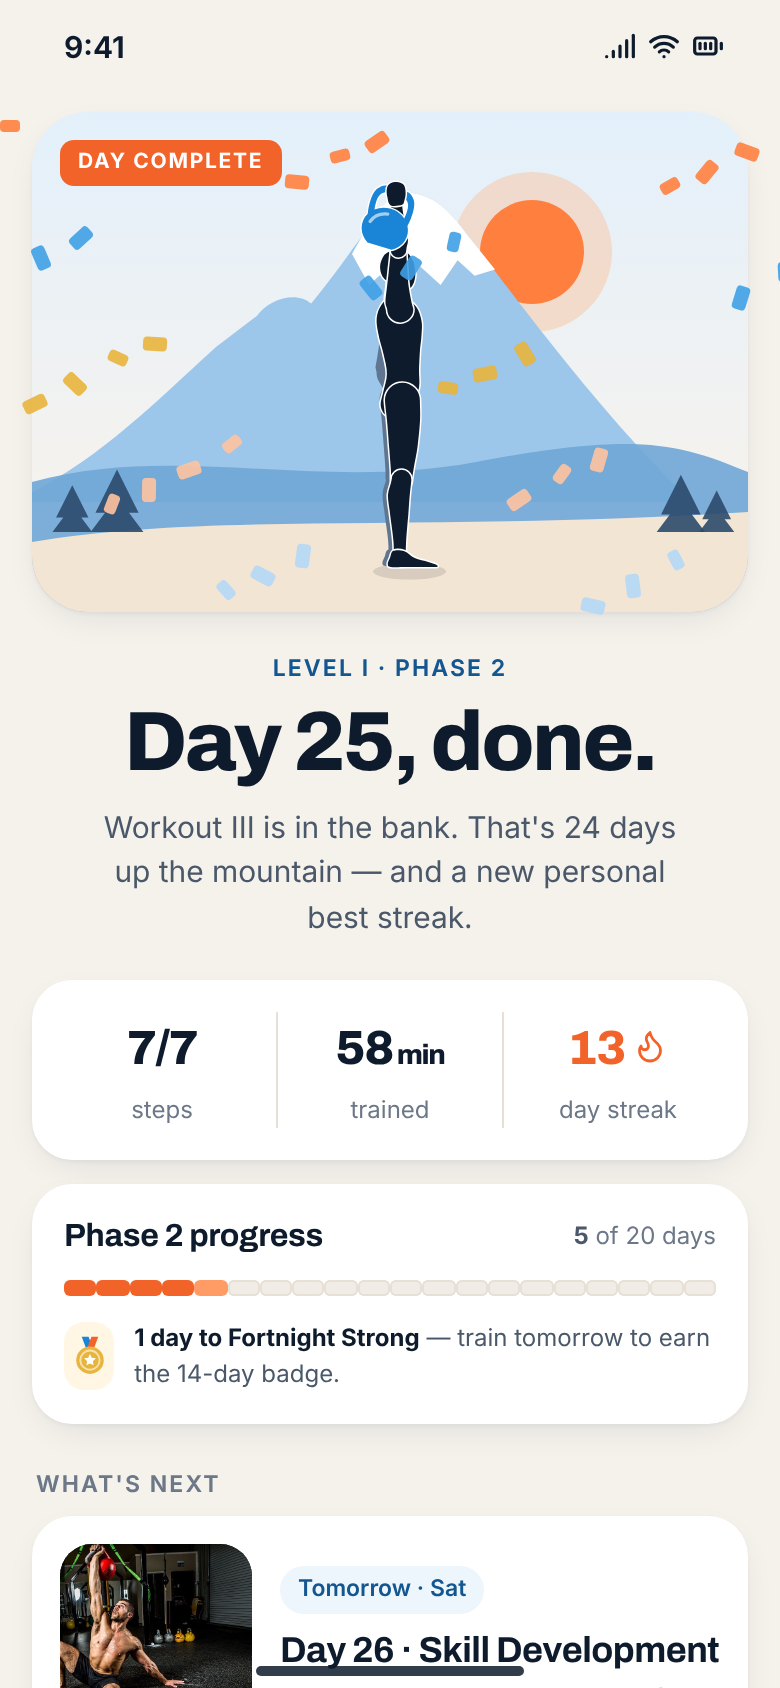 9:41
DAY COMPLETE
LEVEL I · PHASE 2
Day 25, done.
Workout III is in the bank. That's 24 days
up the mountain — and a new personal
best streak.
7/7
steps
58 min
trained
13
day streak
Phase 2 progress
5 of 20 days
1 day to Fortnight Strong — train tomorrow to earn
the 14-day badge.
WHAT'S NEXT
Tomorrow · Sat
Day 26 · Skill Development